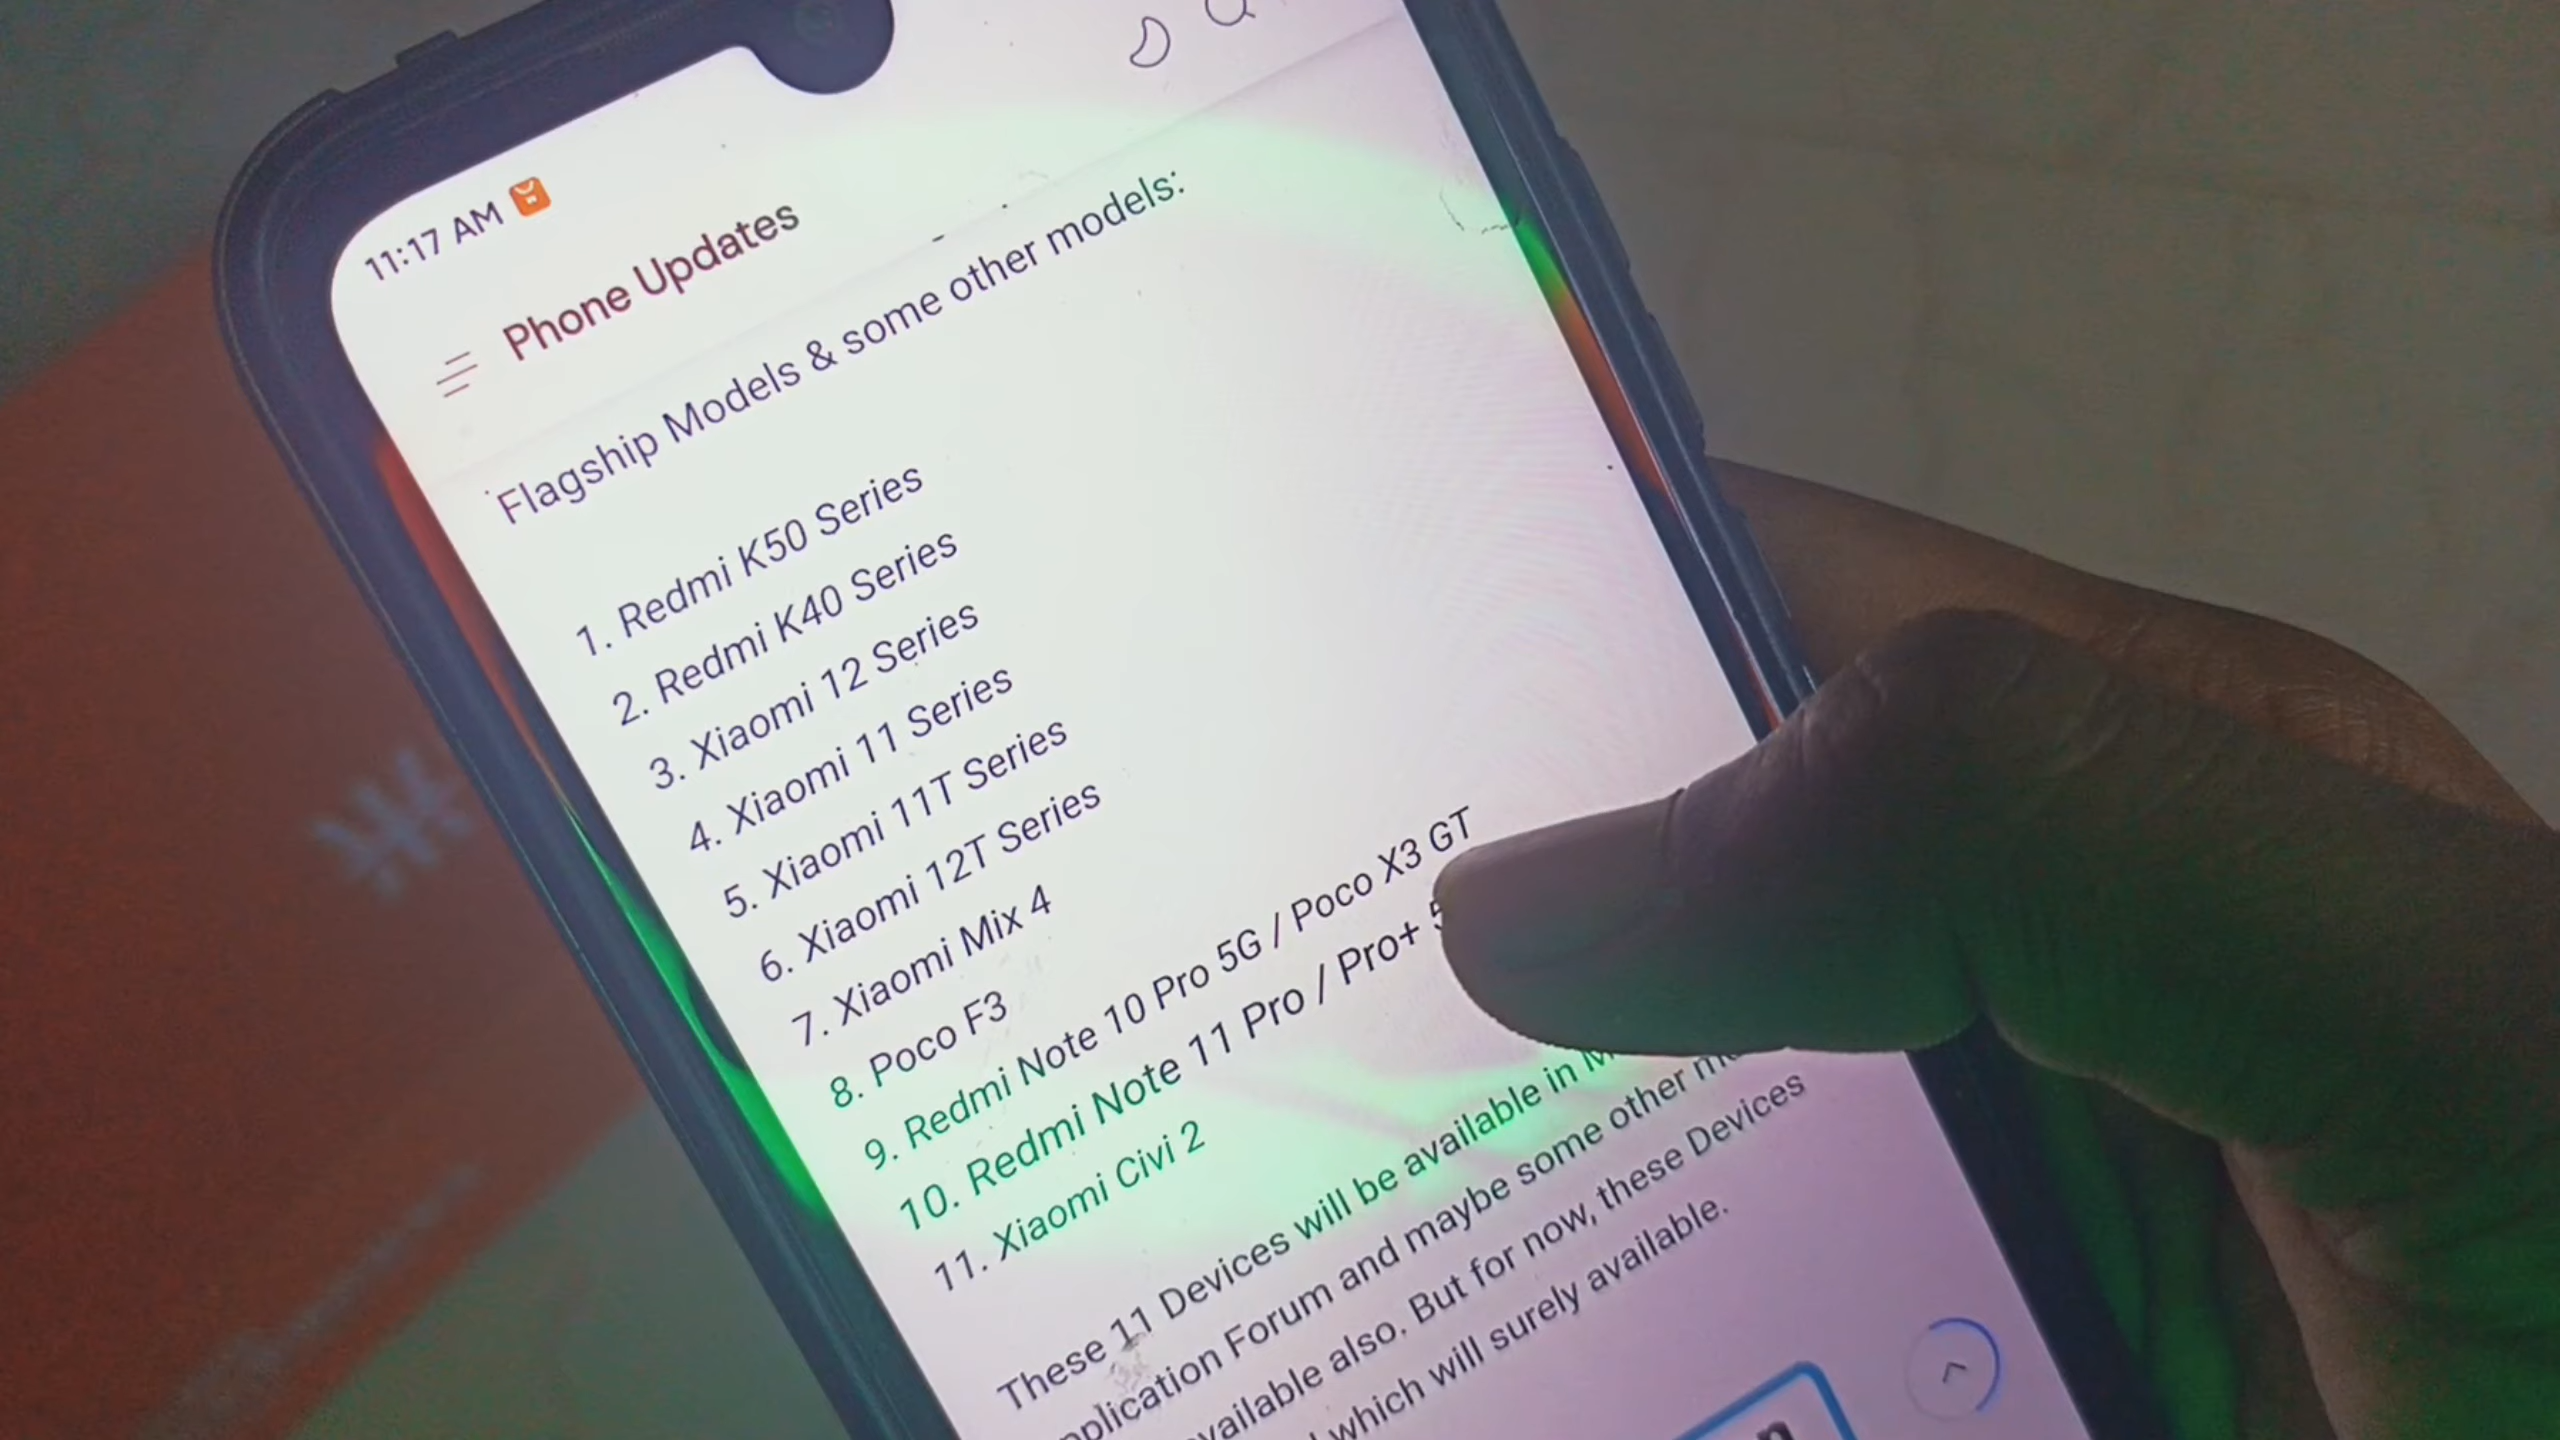 11:17 AM
Phone Updates
Flagship Models & some other models:
1. Redmi K50 Series
2. Redmi K40 Series
3. Xiaomi 12 Series
4. Xiaomi 11 Series
5. Xiaomi 11T Series
6. Xiaomi 12T Series
7. Xiaomi Mix 4
8. Poco F3
9. Redmi Note 10 Pro 5G / Poco X3 GT
10. Redmi Note 11 Pro / Pro+
11. Xiaomi Civi 2
These 11 Devices will be available in
Forum and maybe some other
also. But for now, these Devices
which will surely available.